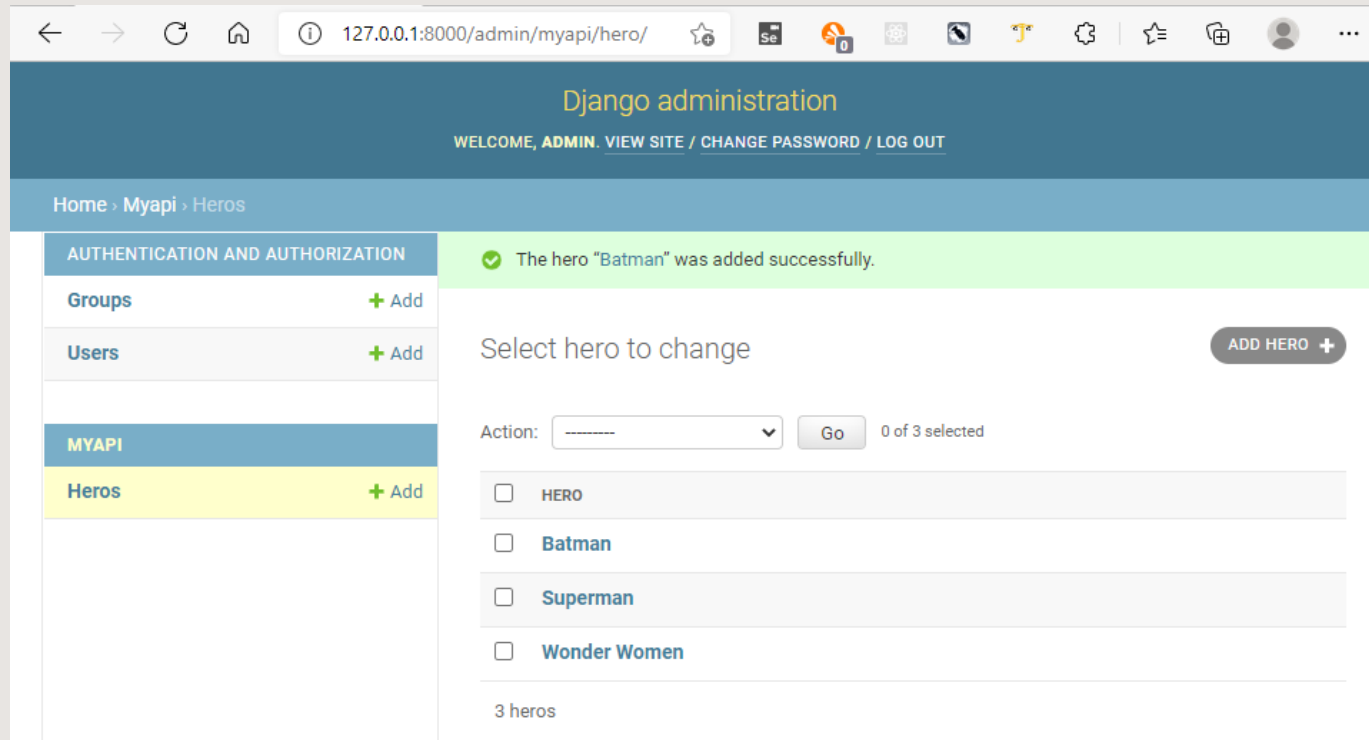 127.0.0.1:8000/admin/myapi/hero/
Se
0
Django administration
WELCOME, ADMIN. VIEW SITE / CHANGE PASSWORD / LOG OUT
Home › Myapi › Heros
AUTHENTICATION AND AUTHORIZATION
Groups + Add
Users + Add
MYAPI
Heros + Add
The hero “Batman” was added successfully.
Select hero to change
ADD HERO +
Action: --------- Go 0 of 3 selected
HERO
Batman
Superman
Wonder Women
3 heros